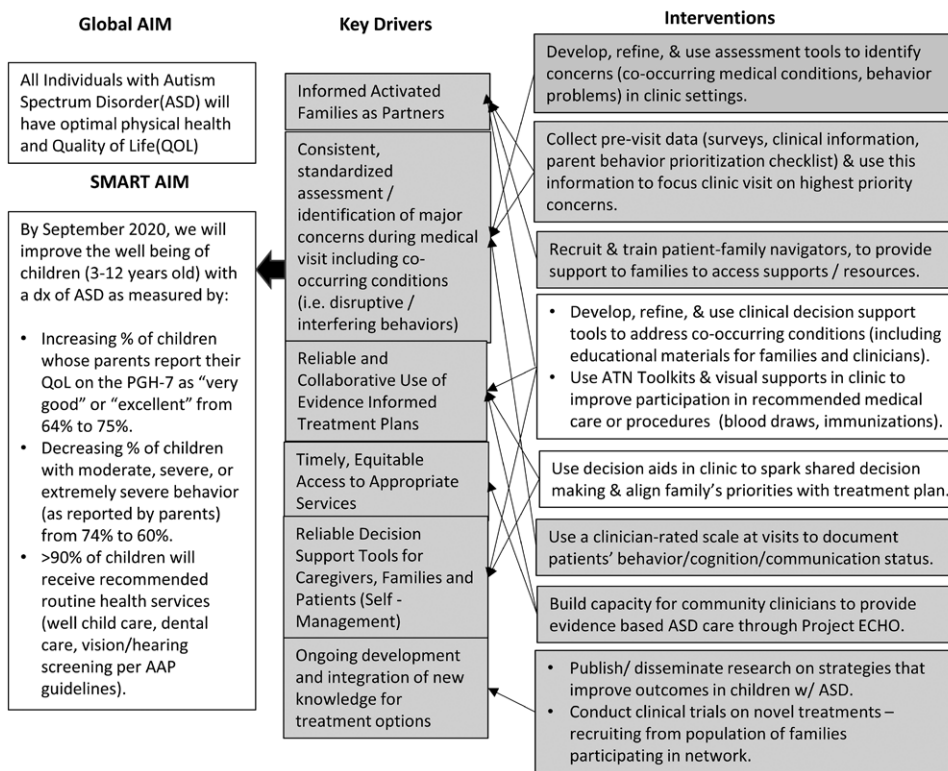 Global AIM
All Individuals with Autism
Spectrum Disorder(ASD) will
have optimal physical health
and Quality of Life(QOL)
SMART AIM
By September 2020, we will
improve the well being of
children (3-12 years old) with
a dx of ASD as measured by:
• Increasing % of children
whose parents report their
QoL on the PGH-7 as “very
good” or “excellent” from
64% to 75%.
• Decreasing % of children
with moderate, severe, or
extremely severe behavior
(as reported by parents)
from 74% to 60%.
• >90% of children will
receive recommended
routine health services
(well child care, dental
care, vision/hearing
screening per AAP
guidelines).
Key Drivers
Informed Activated
Families as Partners
Consistent,
standardized
assessment /
identification of major
concerns during medical
visit including co-
occurring conditions
(i.e. disruptive /
interfering behaviors)
Reliable and
Collaborative Use of
Evidence Informed
Treatment Plans
Timely, Equitable
Access to Appropriate
Services
Reliable Decision
Support Tools for
Caregivers, Families and
Patients (Self -
Management)
Ongoing development
and integration of new
knowledge for
treatment options
Interventions
Develop, refine, & use assessment tools to identify
concerns (co-occurring medical conditions, behavior
problems) in clinic settings.
Collect pre-visit data (surveys, clinical information,
parent behavior prioritization checklist) & use this
information to focus clinic visit on highest priority
concerns.
Recruit & train patient-family navigators, to provide
support to families to access supports / resources.
• Develop, refine, & use clinical decision support
tools to address co-occurring conditions (including
educational materials for families and clinicians).
• Use ATN Toolkits & visual supports in clinic to
improve participation in recommended medical
care or procedures (blood draws, immunizations).
Use decision aids in clinic to spark shared decision
making & align family’s priorities with treatment plan.
Use a clinician-rated scale at visits to document
patients’ behavior/cognition/communication status.
Build capacity for community clinicians to provide
evidence based ASD care through Project ECHO.
• Publish/ disseminate research on strategies that
improve outcomes in children w/ ASD.
• Conduct clinical trials on novel treatments –
recruiting from population of families
participating in network.